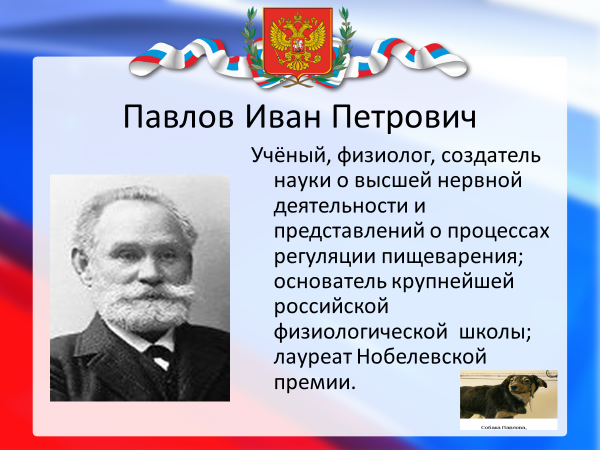 Павлов Иван Петрович
Учёный, физиолог, создатель
науки о высшей нервной
деятельности и
представлений о процессах
регуляции пищеварения;
основатель крупнейшей
российской
физиологической школы;
лауреат Нобелевской
премии.
Собака Павлова,